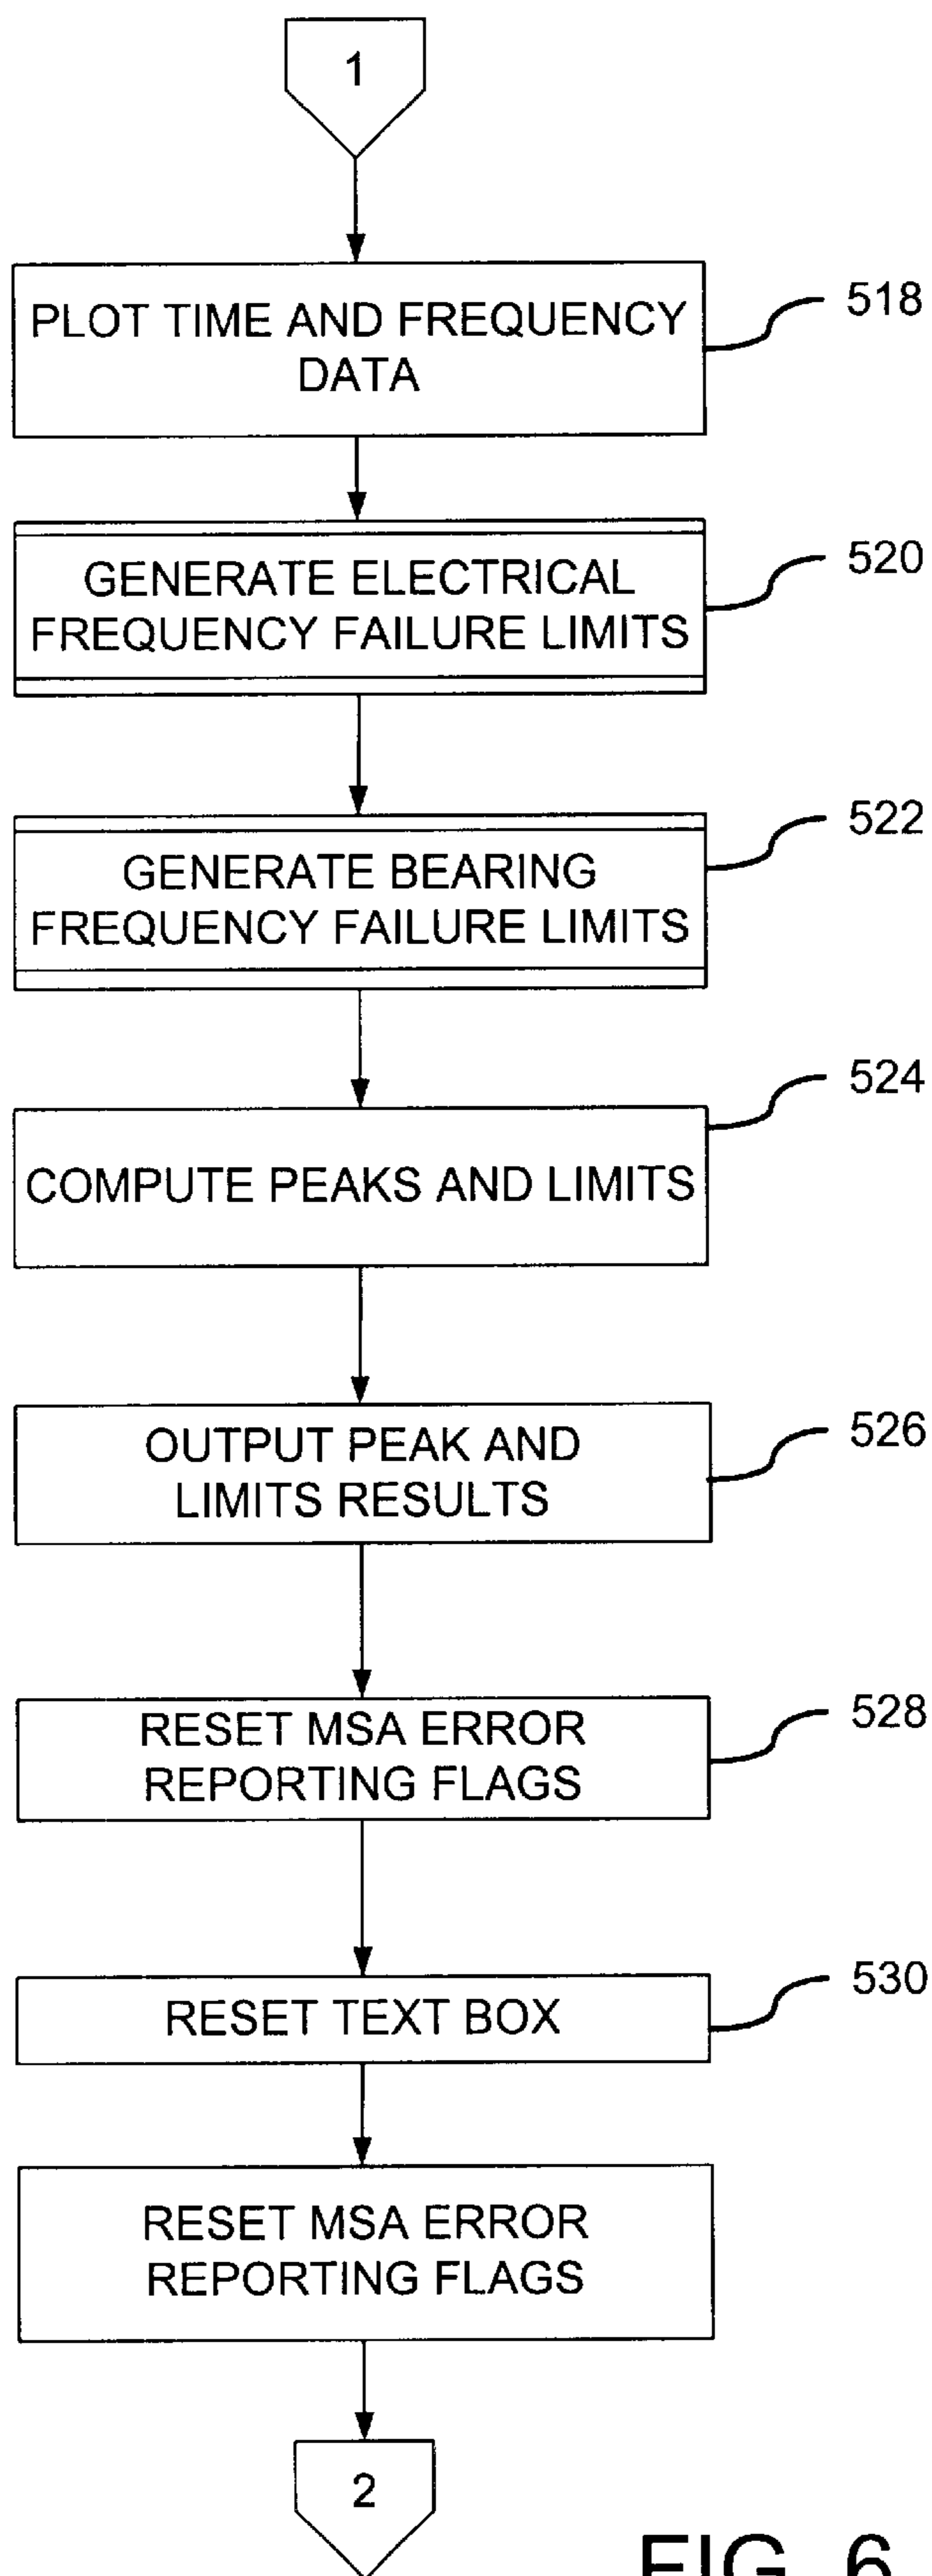 1
PLOT TIME AND FREQUENCY
DATA
518
GENERATE ELECTRICAL
FREQUENCY FAILURE LIMITS
520
GENERATE BEARING
FREQUENCY FAILURE LIMITS
522
COMPUTE PEAKS AND LIMITS
524
OUTPUT PEAK AND
LIMITS RESULTS
526
RESET MSA ERROR
REPORTING FLAGS
528
RESET TEXT BOX
530
RESET MSA ERROR
REPORTING FLAGS
2
FIG. 6